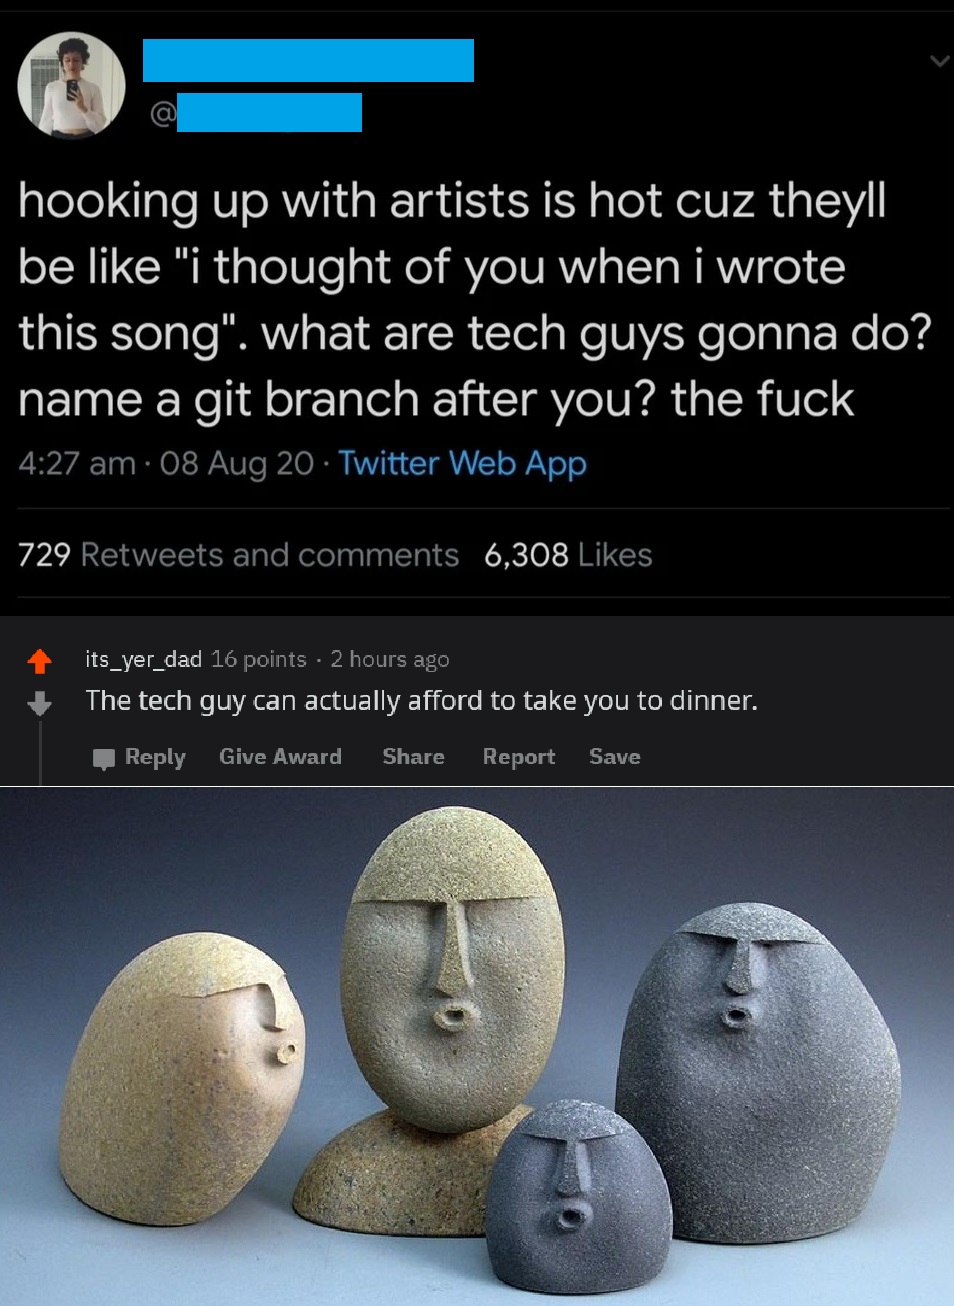 @
hooking up with artists is hot cuz theyll
be like "i thought of you when i wrote
this song". what are tech guys gonna do?
name a git branch after you? the fuck
4:27 am · 08 Aug 20 · Twitter Web App
729 Retweets and comments 6,308 Likes
its_yer_dad 16 points · 2 hours ago
The tech guy can actually afford to take you to dinner.
Reply Give Award Share Report Save